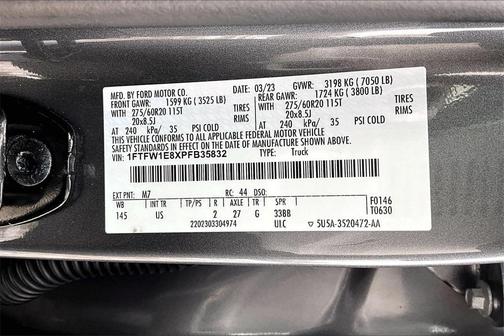 MFD. BY FORD MOTOR CO.
DATE: 03/23 GVWR: 3198 KG ( 7050 LB)
FRONT GAWR: 1599 KG (3525 LB) REAR GAWR: 1724 KG ( 3800 LB)
WITH 275/60R20 115T WITH 275/60R20 115T
20x8.5J 20x8.5J
AT 240 kPa/ 35 PSI COLD AT 240 kPa/ 35 PSI COLD
THIS VEHICLE CONFORMS TO ALL APPLICABLE FEDERAL MOTOR VEHICLE
SAFETY STANDARDS IN EFFECT ON THE DATE OF MANUFACTURE SHOWN ABOVE.
VIN: 1FTFW1E8XPFB35832 TYPE: Truck
EXT PNT: M7 RC: 44 DSO: F0146
WB TP/PS R AXLE TR SPR T0630
145 US 2 27 G 33BB
2202303304974 ULC 5U5A-3520472-AA